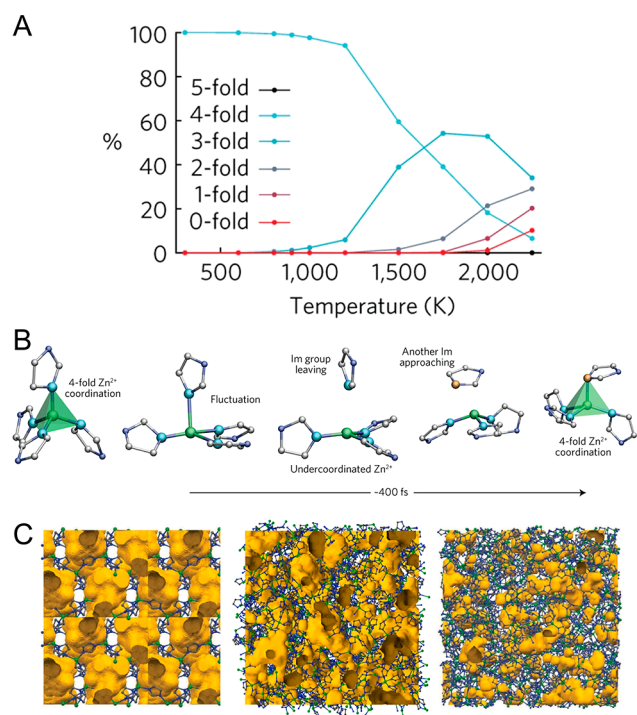 A
100
80
60
40
20
0
%
5-fold
4-fold
3-fold
2-fold
1-fold
0-fold
500
1,000
1,500
2,000
Temperature (K)
B
4-fold Zn²⁺
coordination
Fluctuation
Im group
leaving
Undercoordinated Zn²⁺
Another Im
approaching
4-fold Zn²⁺
coordination
~400 fs
C